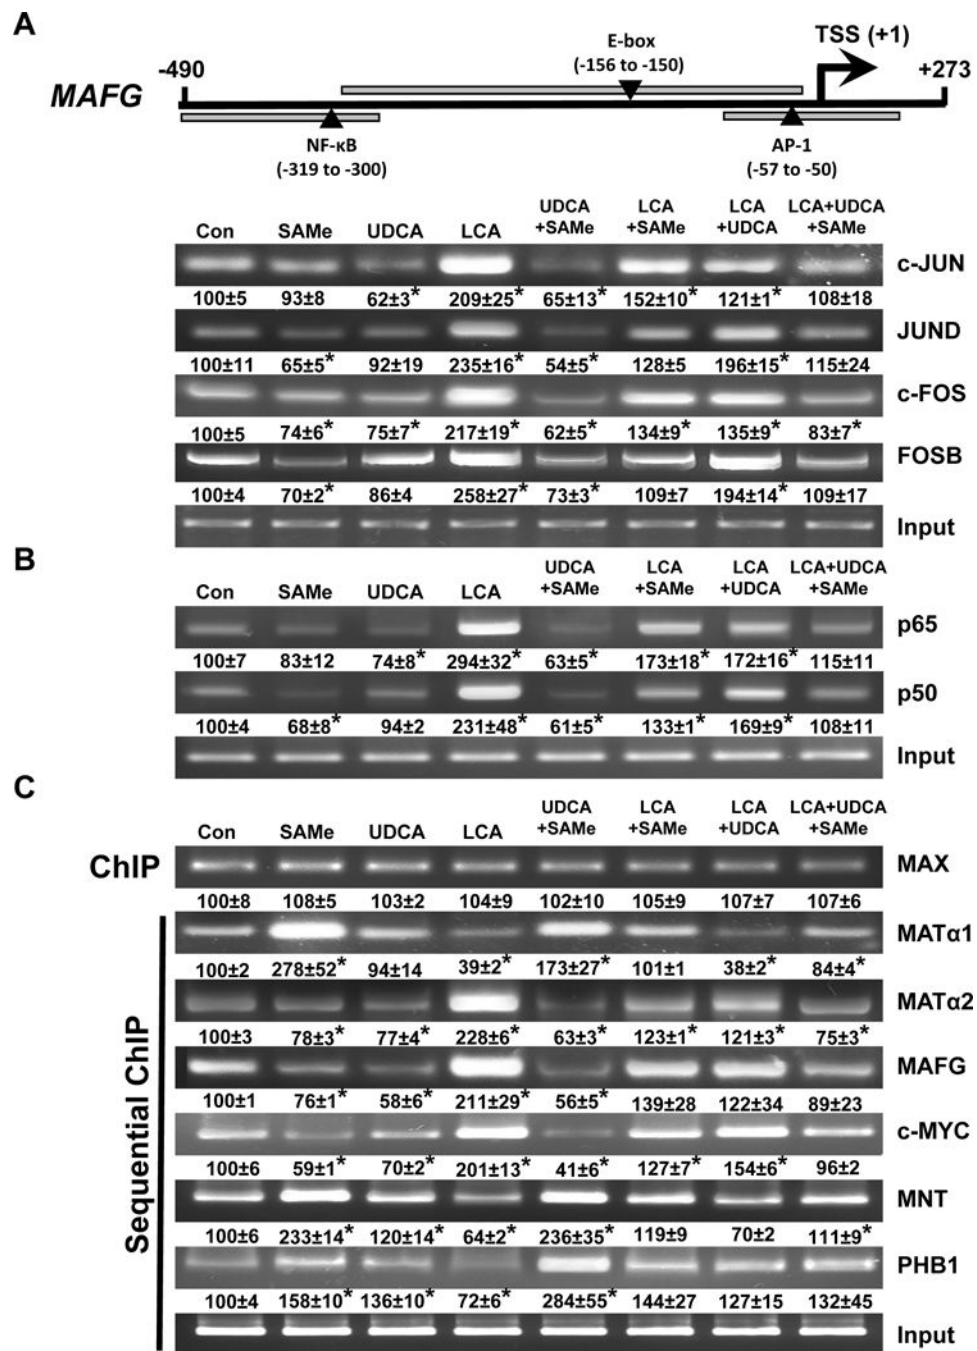 A
E-box
(-156 to -150)
TSS (+1)
-490
+273
MAFG
NF-κB
(-319 to -300)
AP-1
(-57 to -50)
Con SAMe UDCA LCA UDCA +SAMe LCA +SAMe LCA +UDCA LCA+UDCA +SAMe
c-JUN
100±5 93±8 62±3* 209±25* 65±13* 152±10* 121±1* 108±18
JUND
100±11 65±5* 92±19 235±16* 54±5* 128±5 196±15* 115±24
c-FOS
100±5 74±6* 75±7* 217±19* 62±5* 134±9* 135±9* 83±7*
FOSB
100±4 70±2* 86±4 258±27* 73±3* 109±7 194±14* 109±17
Input
B
Con SAMe UDCA LCA UDCA +SAMe LCA +SAMe LCA +UDCA LCA+UDCA +SAMe
p65
100±7 83±12 74±8* 294±32* 63±5* 173±18* 172±16* 115±11
p50
100±4 68±8* 94±2 231±48* 61±5* 133±1* 169±9* 108±11
Input
C
Con SAMe UDCA LCA UDCA +SAMe LCA +SAMe LCA +UDCA LCA+UDCA +SAMe
ChIP
MAX
100±8 108±5 103±2 104±9 102±10 105±9 107±7 107±6
Sequential ChIP
MATα1
100±2 278±52* 94±14 39±2* 173±27* 101±1 38±2* 84±4*
MATα2
100±3 78±3* 77±4* 228±6* 63±3* 123±1* 121±3* 75±3*
MAFG
100±1 76±1* 58±6* 211±29* 56±5* 139±28 122±34 89±23
c-MYC
100±6 59±1* 70±2* 201±13* 41±6* 127±7* 154±6* 96±2
MNT
100±6 233±14* 120±14* 64±2* 236±35* 119±9 70±2 111±9*
PHB1
100±4 158±10* 136±10* 72±6* 284±55* 144±27 127±15 132±45
Input